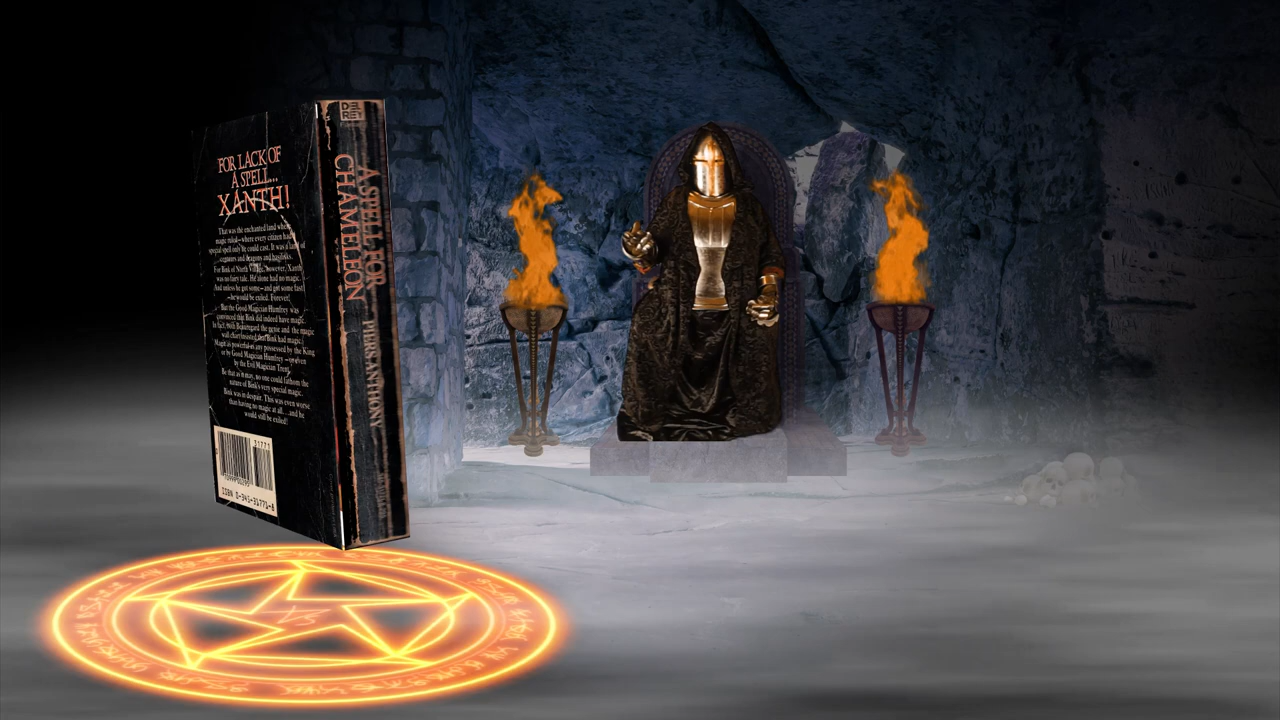 FOR LACK OF
A SPELL...
XANTH!
That was the enchanted land where
magic ruled—where every citizen had a
special spell only he could cast. It was a land of
centaurs and dragons and basilisks.
For Bink of North Village, however, Xanth
was no fairy tale. He alone had no magic.
And unless he got some—and got some fast
—he would be exiled. Forever!
But the Good Magician Humfrey was
convinced that Bink did indeed have magic.
In fact, both Beauregard the genie and the magic
wall chart insisted that Bink had magic.
Magic as powerful as any possessed by the King
or by Good Magician Humfrey—or even
by the Evil Magician Trent.
Be that as it may, no one could fathom the
nature of Bink's very special magic.
Bink was in despair. This was even worse
than having no magic at all...and he
would still be exiled!
31771
ISBN 0-345-31771-8
DEL
REY
A SPELL FOR
CHAMELEON
PIERS ANTHONY